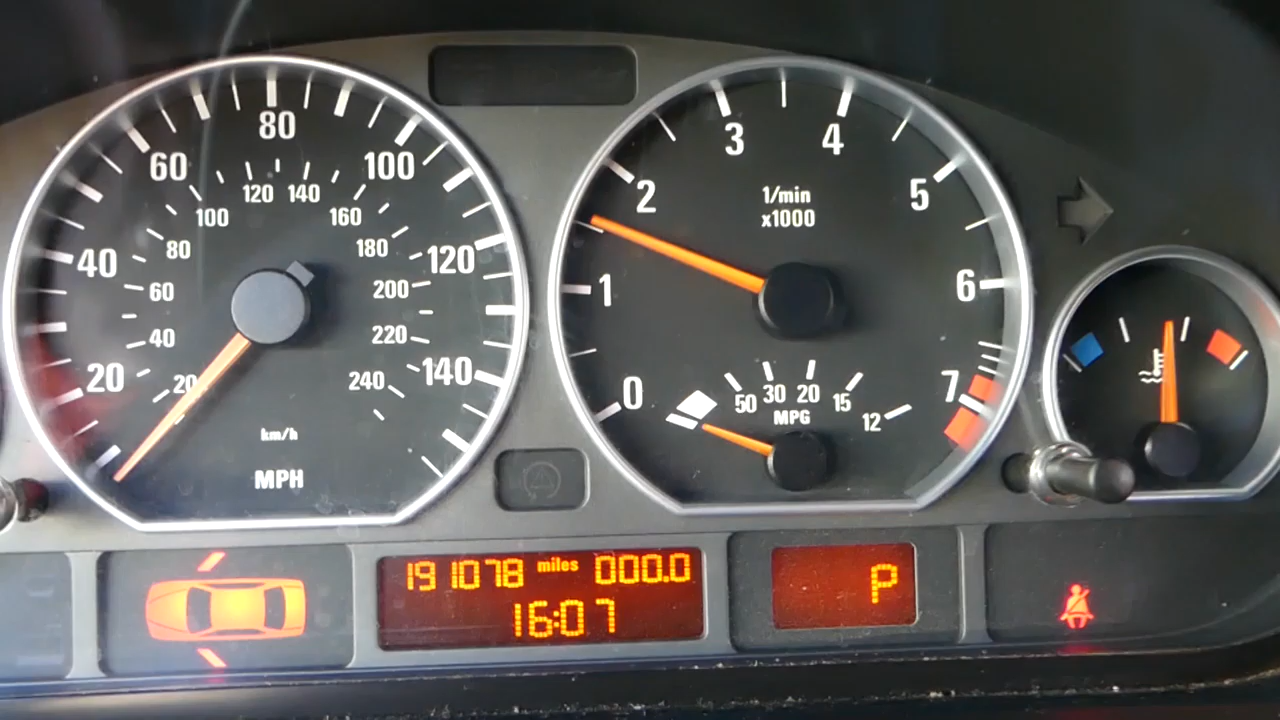 20 40 60 80 100 120 140
20 40 60 80 100 120 140 160 180 200 220 240
km/h
MPH
0 1 2 3 4 5 6 7
1/min
x1000
50 30 20 15 12
MPG
191078 miles 000.0
16:07
P